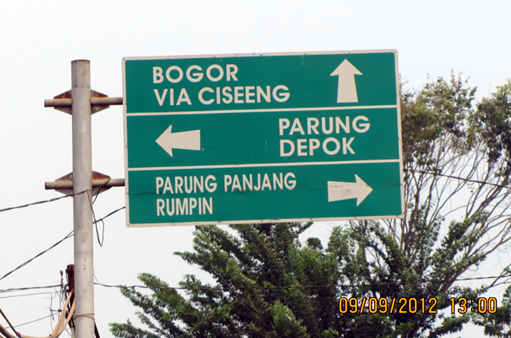 BOGOR
VIA CISEENG
PARUNG
DEPOK
PARUNG PANJANG
RUMPIN
09/09/2012 13:00